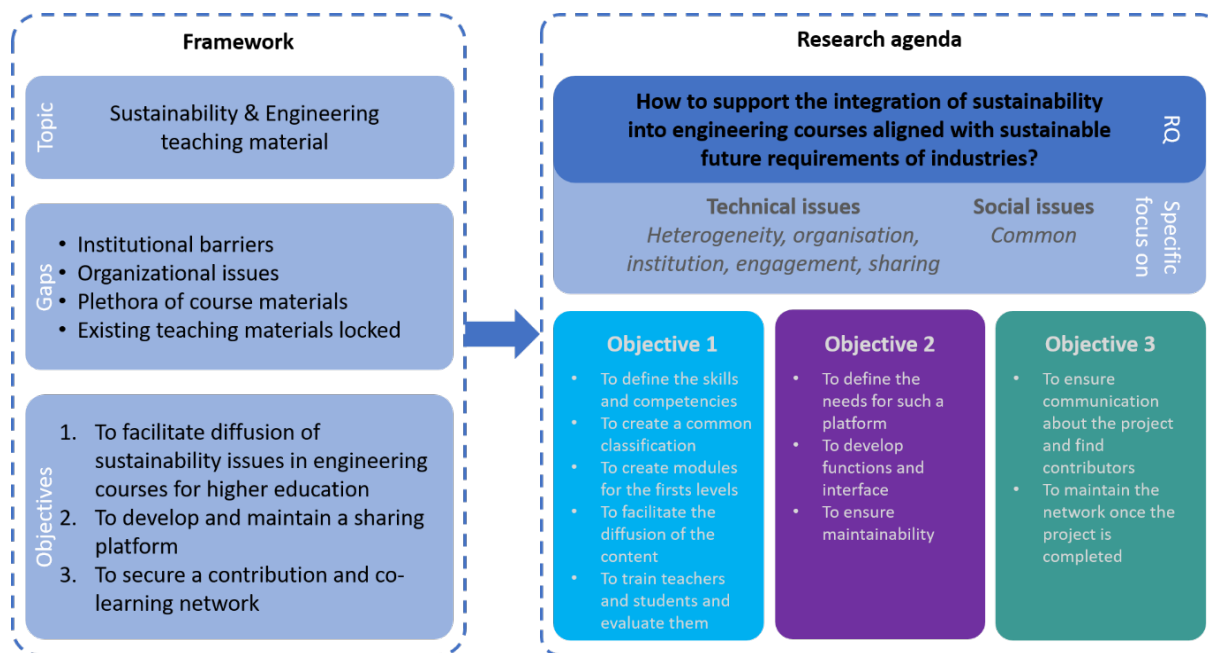 Framework
Topic
Sustainability & Engineering
teaching material
Gaps
• Institutional barriers
• Organizational issues
• Plethora of course materials
• Existing teaching materials locked
Objectives
1. To facilitate diffusion of
sustainability issues in engineering
courses for higher education
2. To develop and maintain a sharing
platform
3. To secure a contribution and co-
learning network
Research agenda
How to support the integration of sustainability
into engineering courses aligned with sustainable
future requirements of industries?
RQ
Technical issues
Heterogeneity, organisation,
institution, engagement, sharing
Social issues
Common
Specific
focus on
Objective 1
• To define the skills
and competencies
• To create a common
classification
• To create modules
for the firsts levels
• To facilitate the
diffusion of the
content
• To train teachers
and students and
evaluate them
Objective 2
• To define the
needs for such a
platform
• To develop
functions and
interface
• To ensure
maintainability
Objective 3
• To ensure
communication
about the project
and find
contributors
• To maintain the
network once the
project is
completed